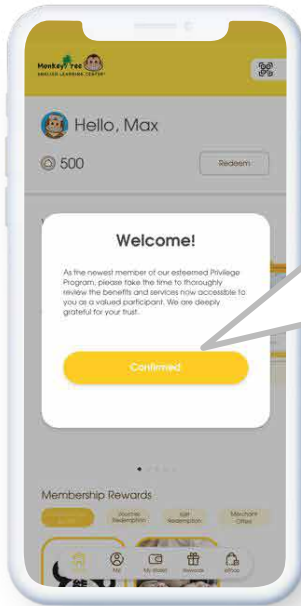 Monkey Tree
ENGLISH LEARNING CENTER
Hello, Max
500
Redeem
Welcome!
As the newest member of our esteemed Privilege
Program, please take the time to thoroughly
review the benefits and services now accessible to
you as a valued participant. We are deeply
grateful for your trust.
Confirmed
Membership Rewards
Voucher
Redemption
Gift
Redemption
Merchant
Offers
My Wallet
Rewards
eShop